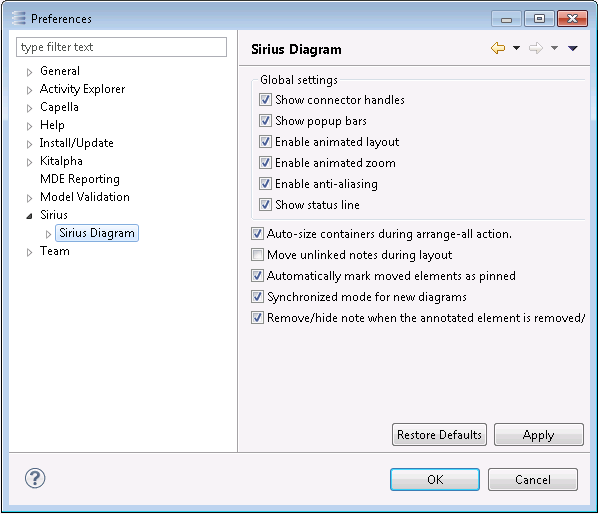 Preferences
type filter text
General
Activity Explorer
Capella
Help
Install/Update
Kitalpha
MDE Reporting
Model Validation
Sirius
Sirius Diagram
Team
Sirius Diagram
Global settings
Show connector handles
Show popup bars
Enable animated layout
Enable animated zoom
Enable anti-aliasing
Show status line
Auto-size containers during arrange-all action.
Move unlinked notes during layout
Automatically mark moved elements as pinned
Synchronized mode for new diagrams
Remove/hide note when the annotated element is removed/
Restore Defaults
Apply
?
OK
Cancel